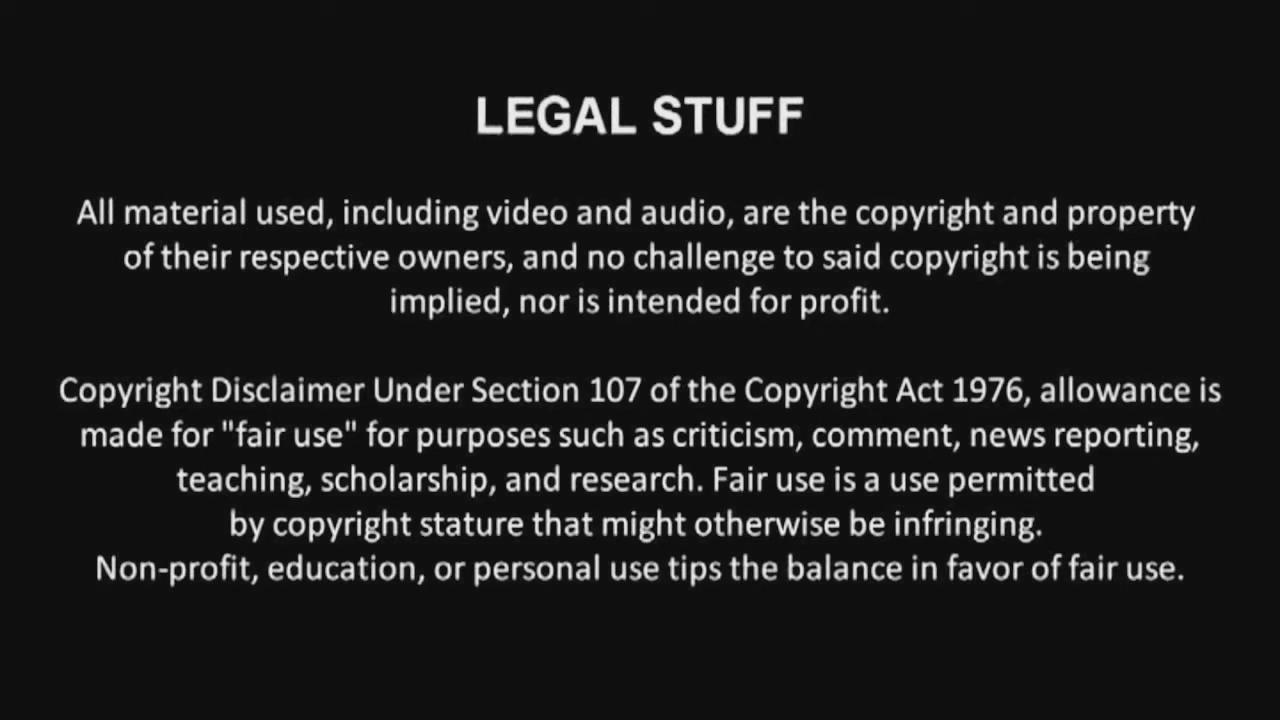 LEGAL STUFF
All material used, including video and audio, are the copyright and property
of their respective owners, and no challenge to said copyright is being
implied, nor is intended for profit.
Copyright Disclaimer Under Section 107 of the Copyright Act 1976, allowance is
made for "fair use" for purposes such as criticism, comment, news reporting,
teaching, scholarship, and research. Fair use is a use permitted
by copyright stature that might otherwise be infringing.
Non-profit, education, or personal use tips the balance in favor of fair use.